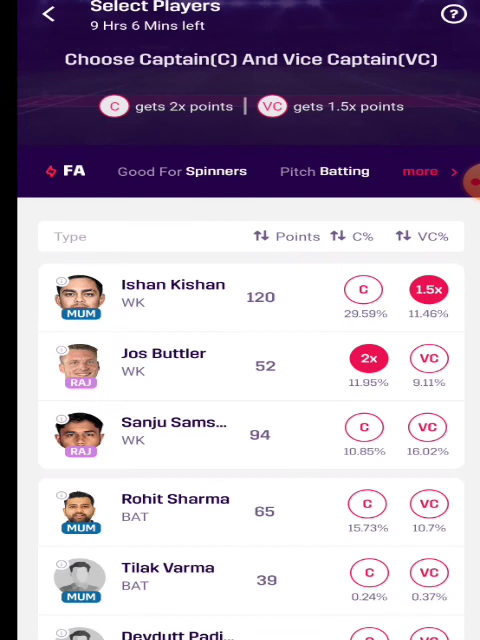 Select Players
9 Hrs 6 Mins left
?
Choose Captain(C) And Vice Captain(VC)
C gets 2x points | VC gets 1.5x points
FA Good For Spinners Pitch Batting more >
Type Points C% VC%
Ishan Kishan
WK
MUM
120
C
29.59%
1.5x
11.46%
Jos Buttler
WK
RAJ
52
2x
11.95%
VC
9.11%
Sanju Sams...
WK
RAJ
94
C
10.85%
VC
16.02%
Rohit Sharma
BAT
MUM
65
C
15.73%
VC
10.7%
Tilak Varma
BAT
MUM
39
C
0.24%
VC
0.37%
Devdutt Padi...
C
VC